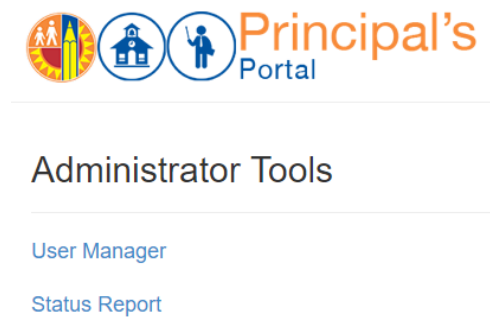 Principal's
Portal
Administrator Tools
User Manager
Status Report